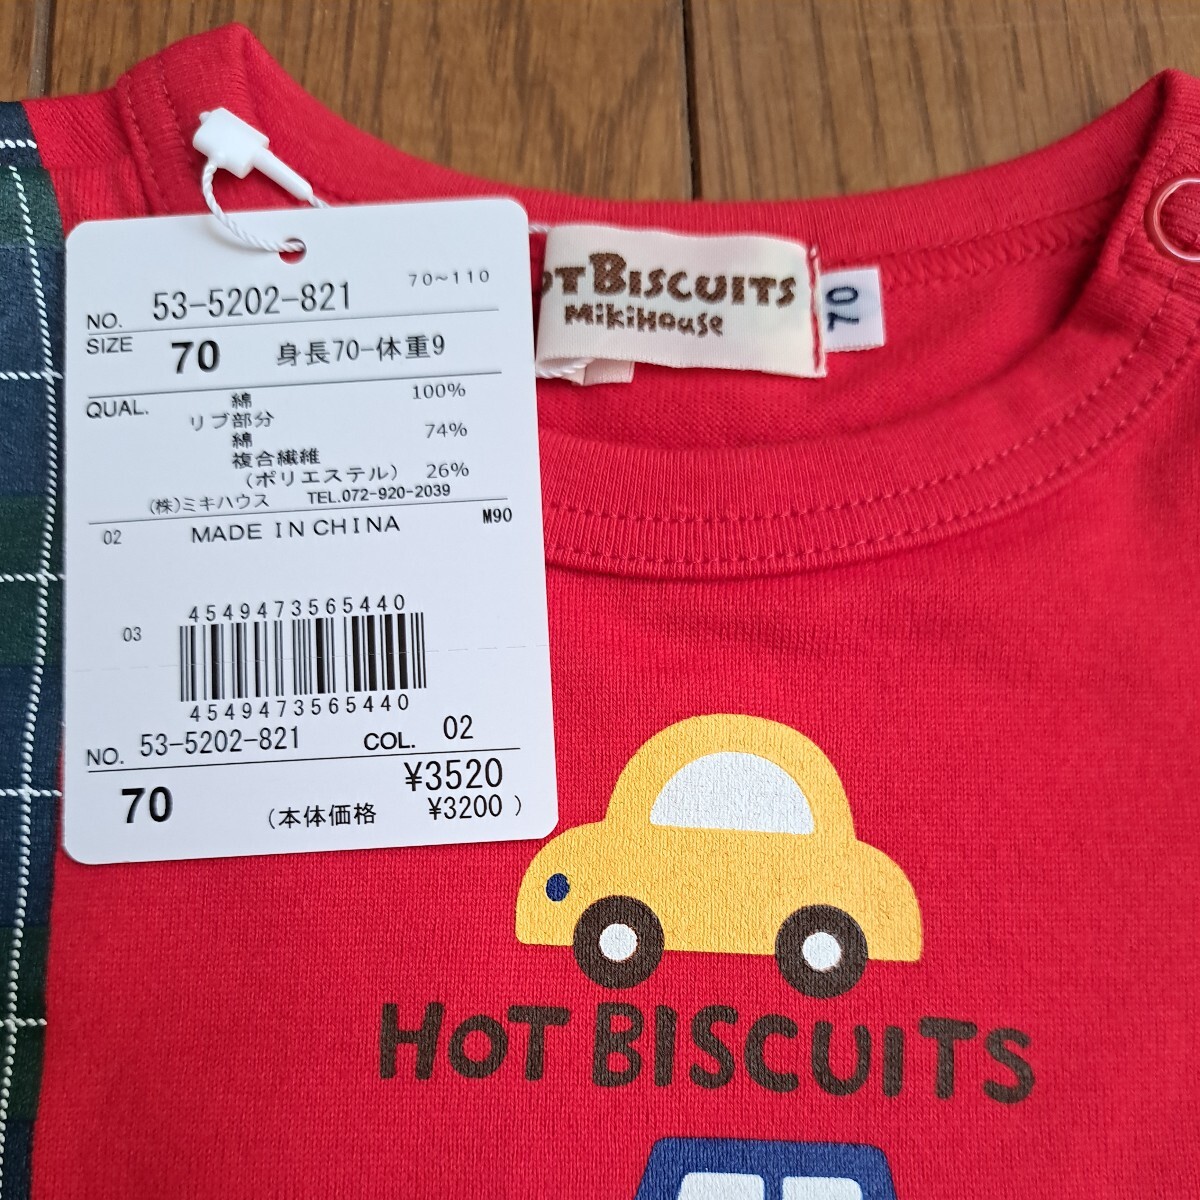 NO. 53-5202-821 70~110
SIZE 70 身長70-体重9
QUAL. 綿 100%
リブ部分
綿 74%
複合繊維
(ポリエステル) 26%
(株)ミキハウス TEL.072-920-2039
02 MADE IN CHINA M90
4549473565440
03
4549473565440
NO. 53-5202-821 COL. 02
70 ¥3520
(本体価格 ¥3200)
OT BISCUITS
MIKIHOUSE
70
HOT BISCUITS